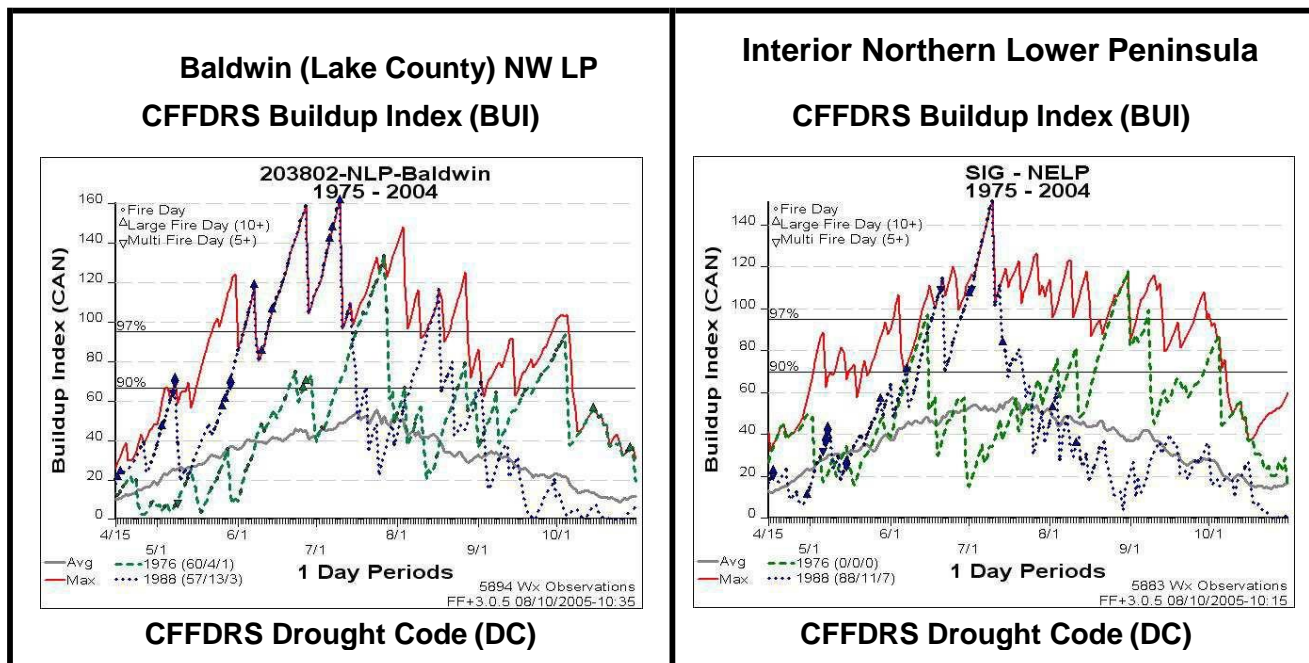 Baldwin (Lake County) NW LP
CFFDRS Buildup Index (BUI)
203802-NLP-Baldwin
1975 - 2004
Fire Day
Large Fire Day (10+)
Multi Fire Day (5+)
Buildup Index (CAN)
160
140
120
100
97%
80
90%
60
40
20
0
4/15 5/1 6/1 7/1 8/1 9/1 10/1
1 Day Periods
Avg 1976 (60/4/1)
Max 1988 (57/13/3)
5894 Wx Observations
FF+3.0.5 08/10/2005-10:35
CFFDRS Drought Code (DC)
Interior Northern Lower Peninsula
CFFDRS Buildup Index (BUI)
SIG - NELP
1975 - 2004
Fire Day
Large Fire Day (10+)
Multi Fire Day (5+)
Buildup Index (CAN)
140
120
100
97%
80
90%
60
40
20
0
4/15 5/1 6/1 7/1 8/1 9/1 10/1
1 Day Periods
Avg 1976 (0/0/0)
Max 1988 (88/11/7)
5883 Wx Observations
FF+3.0.5 08/10/2005-10:15
CFFDRS Drought Code (DC)